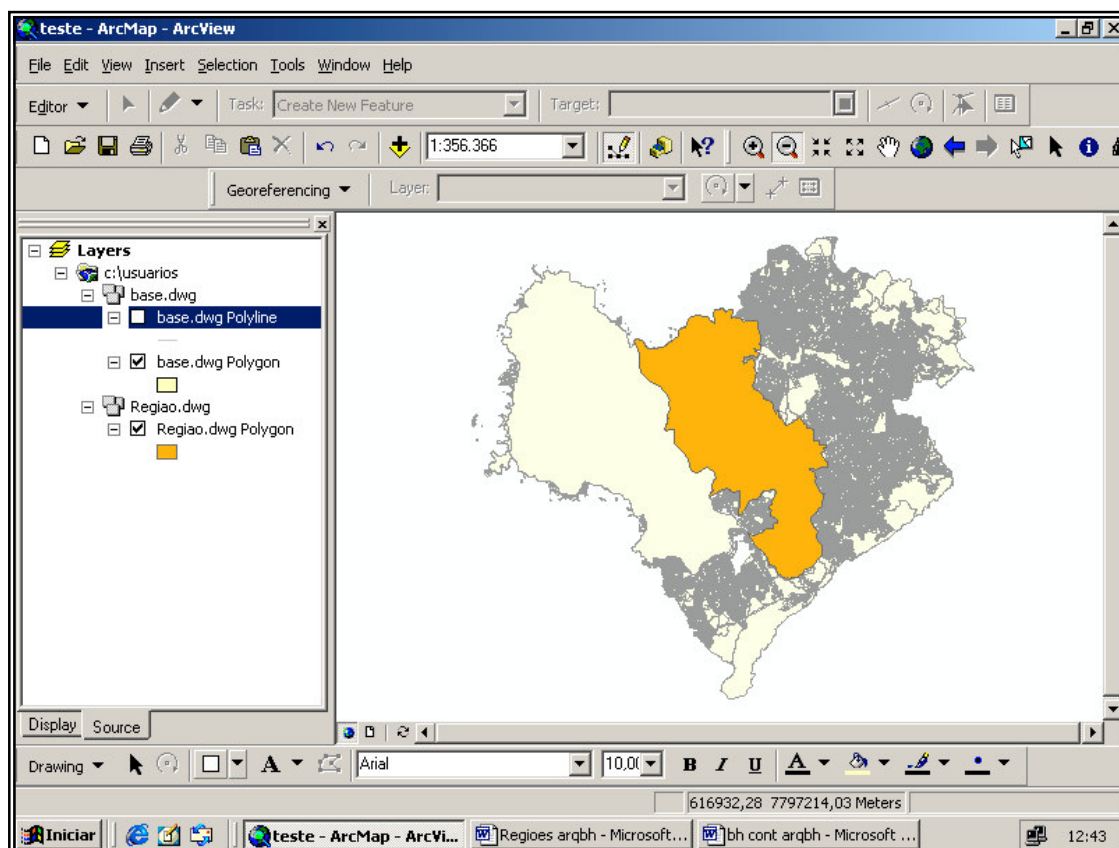 teste - ArcMap - ArcView
File Edit View Insert Selection Tools Window Help
Editor Task: Create New Feature Target:
1:356.366
Georeferencing Layer:
Layers
c:\usuarios
base.dwg
base.dwg Polyline
base.dwg Polygon
Regiao.dwg
Regiao.dwg Polygon
Display Source
Drawing A Arial 10,0 B I U A
616932,28 7797214,03 Meters
Iniciar teste - ArcMap - ArcVi... Regioes arqbh - Microsoft... bh cont arqbh - Microsoft ... 12:43